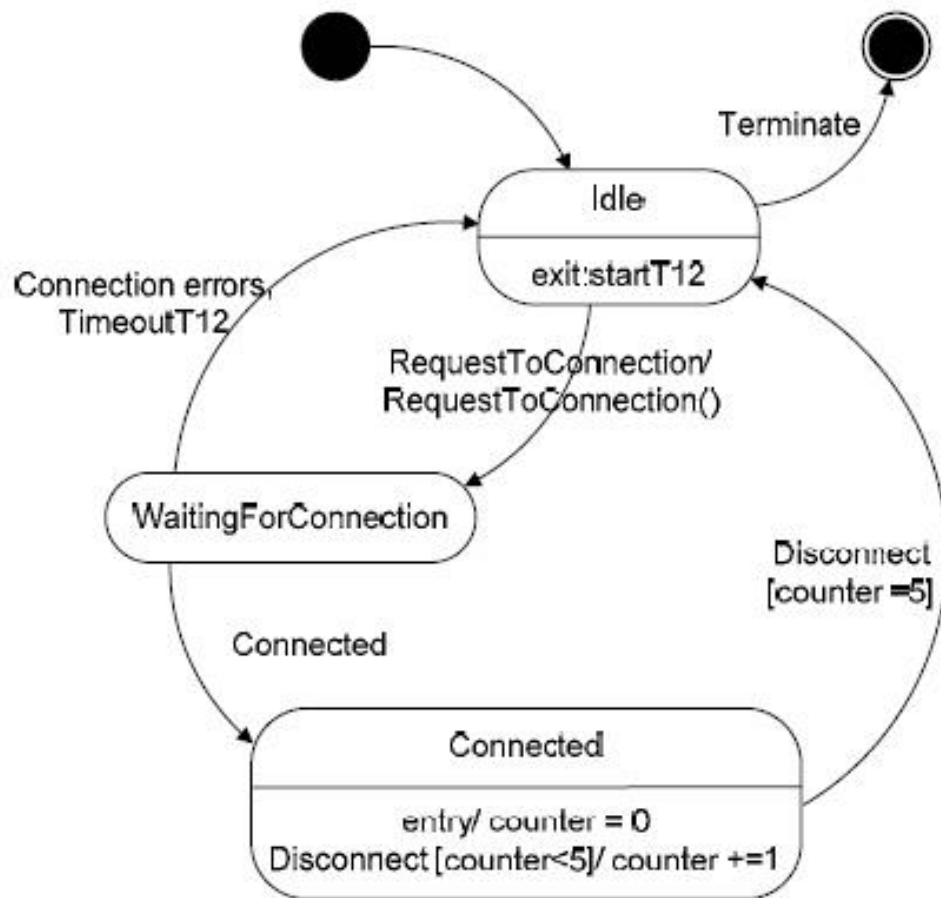 Terminate
Idle
exit:startT12
Connection errors,
TimeoutT12
RequestToConnection/
RequestToConnection()
WaitingForConnection
Disconnect
[counter =5]
Connected
Connected
entry/ counter = 0
Disconnect [counter<5]/ counter +=1